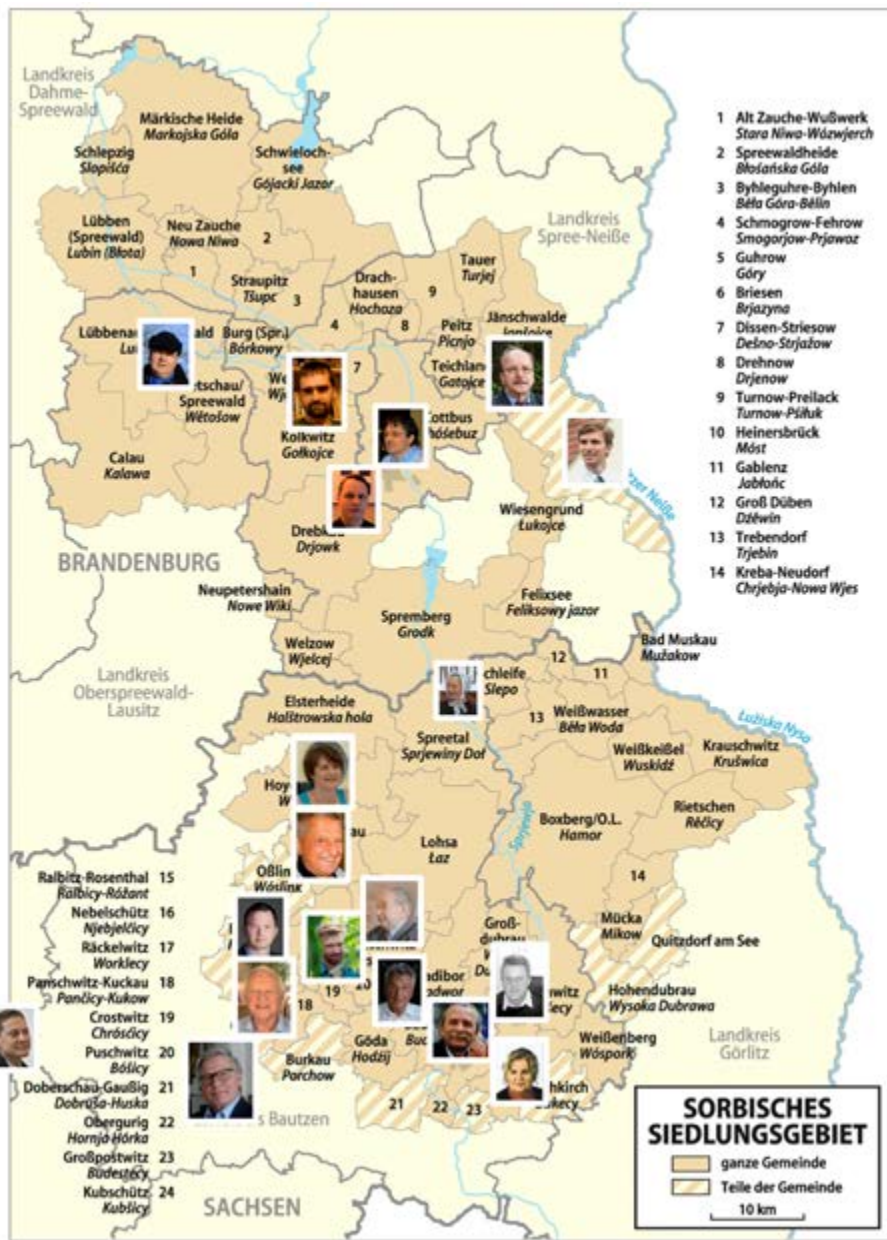 Landkreis
Dahme-
Spreewald
Märkische Heide
Markojska Góla
Schlepzig
Slopišća
Schwieloch-
see
Gójacki Jazor
Landkreis
Spree-Neiße
Lübben
(Spreewald)
Lubin (Błota)
Neu Zauche
Nowa Niwa
2
1
Straupitz
Tšupc
3
Drach-
hausen
Hochoza
9
Tauer
Turjej
4
8
Peitz
Picnjo
Jänschwalde
Burg (Spr.)
Bórkowy
7
Spreewald
Wětošow
Kolkwitz
Gołkojce
Calau
Kalawa
Drjowk
Wiesengrund
Łukojce
BRANDENBURG
Neupetershain
Nowe Wiki
Spremberg
Grodk
Felixsee
Feliksowy jazor
Welzow
Wjelcej
Bad Muskau
Mužakow
Landkreis
Oberspreewald-
Lausitz
12
11
Slepo
Elsterheide
Halštrowska hola
13
Weißwasser
Běła Woda
Łužiska Nysa
Spreetal
Sprjewiny Doł
Weißkeißel
Wuskidź
Krauschwitz
Krušwica
Boxberg/O.L.
Hamor
Rietschen
Rěčicy
Sprjewja
Lohsa
Łaz
14
Mücka
Mikow
Quitzdorf am See
Groß-
Hohendubrau
Wysoka Dubrawa
18
19
Göda
Hodźij
Weißenberg
Wóspork
Landkreis
Görlitz
Burkau
Porchow
21
22
23
Bautzen
SACHSEN
1 Alt Zauche-Wußwerk
Stara Niwa-Wózwjerch
2 Spreewaldheide
Błośańska Góla
3 Byhleguhre-Byhlen
Běła Góra-Bělin
4 Schmogrow-Fehrow
Smogorjow-Prjawoz
5 Guhrow
Góry
6 Briesen
Brjazyna
7 Dissen-Striesow
Dešno-Strjažow
8 Drehnow
Drjenow
9 Turnow-Preilack
Turnow-Pśiłuk
10 Heinersbrück
Móst
11 Gablenz
Jabłońc
12 Groß Düben
Dźěwin
13 Trebendorf
Trjebin
14 Kreba-Neudorf
Chrjebja-Nowa Wjes
Ralbitz-Rosenthal 15
Ralbicy-Róžant
Nebelschütz 16
Njebjelčicy
Räckelwitz 17
Worklecy
Panschwitz-Kuckau 18
Pančicy-Kukow
Crostwitz 19
Chrósćicy
Puschwitz 20
Bóšicy
Doberschau-Gaußig 21
Dobruša-Huska
Obergurig 22
Hornja Hórka
Großpostwitz 23
Budestecy
Kubschütz 24
Kubšicy
SORBISCHES
SIEDLUNGSGEBIET
ganze Gemeinde
Teile der Gemeinde
10 km